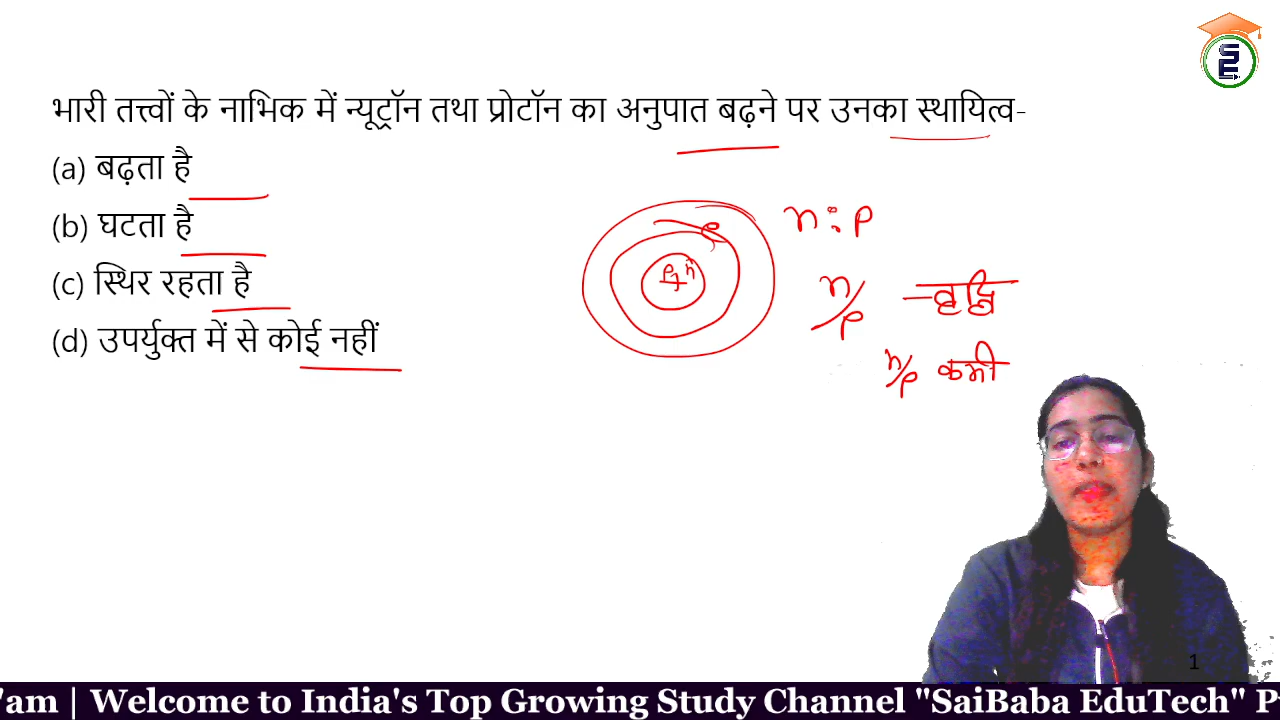 भारी तत्त्वों के नाभिक में न्यूट्रॉन तथा प्रोटॉन का अनुपात बढ़ने पर उनका स्थायित्व-
(a) बढ़ता है
(b) घटता है
(c) स्थिर रहता है
(d) उपर्युक्त में से कोई नहीं
n : p
n/p वृद्धि
n/p कमी
p n
+
e
1
'am | Welcome to India's Top Growing Study Channel "SaiBaba EduTech" P